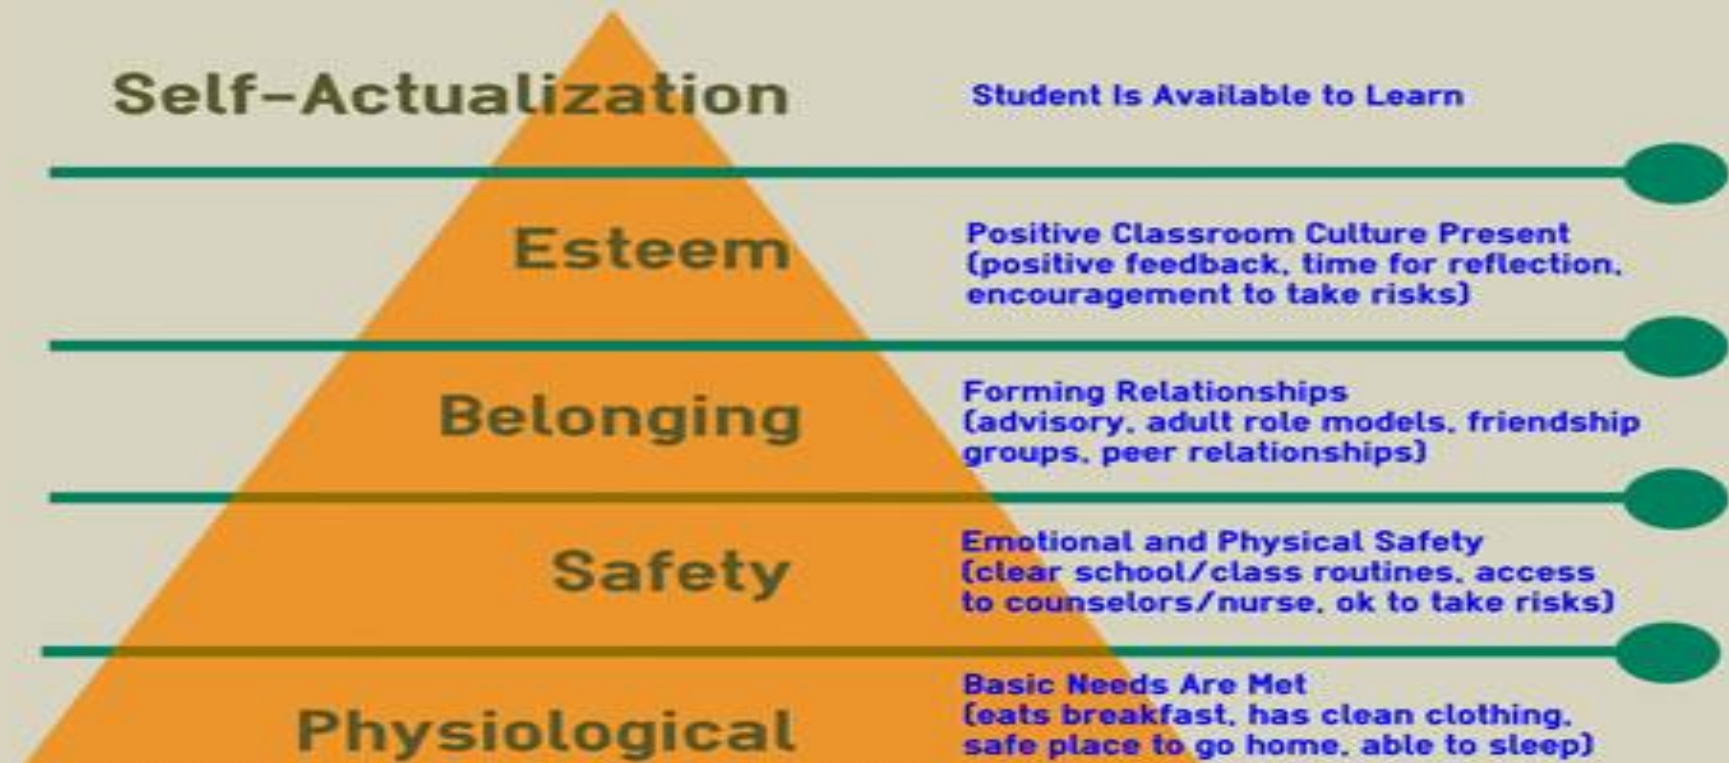 Self-Actualization
Student Is Available to Learn
Esteem
Positive Classroom Culture Present
(positive feedback, time for reflection,
encouragement to take risks)
Belonging
Forming Relationships
(advisory, adult role models, friendship
groups, peer relationships)
Safety
Emotional and Physical Safety
(clear school/class routines, access
to counselors/nurse, ok to take risks)
Physiological
Basic Needs Are Met
(eats breakfast, has clean clothing,
safe place to go home, able to sleep)